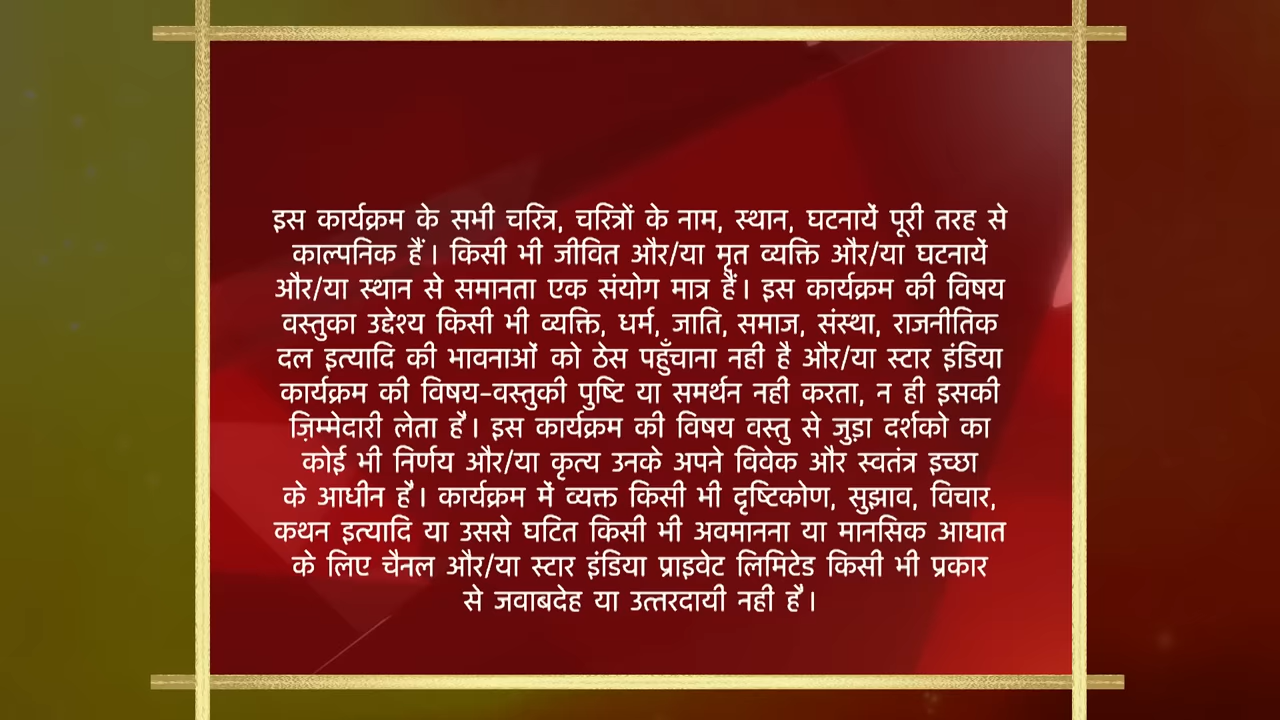 इस कार्यक्रम के सभी चरित्र, चरित्रों के नाम, स्थान, घटनायें पूरी तरह से
काल्पनिक हैं। किसी भी जीवित और/या मृत व्यक्ति और/या घटनायें
और/या स्थान से समानता एक संयोग मात्र हैं। इस कार्यक्रम की विषय
वस्तुका उद्देश्य किसी भी व्यक्ति, धर्म, जाति, समाज, संस्था, राजनीतिक
दल इत्यादि की भावनाओं को ठेस पहुँचाना नही है और/या स्टार इंडिया
कार्यक्रम की विषय-वस्तुकी पुष्टि या समर्थन नही करता, न ही इसकी
ज़िम्मेदारी लेता हैं। इस कार्यक्रम की विषय वस्तु से जुड़ा दर्शको का
कोई भी निर्णय और/या कृत्य उनके अपने विवेक और स्वतंत्र इच्छा
के आधीन हैं। कार्यक्रम में व्यक्त किसी भी दृष्टिकोण, सुझाव, विचार,
कथन इत्यादि या उससे घटित किसी भी अवमानना या मानसिक आघात
के लिए चैनल और/या स्टार इंडिया प्राइवेट लिमिटेड किसी भी प्रकार
से जवाबदेह या उत्तरदायी नही हैं।